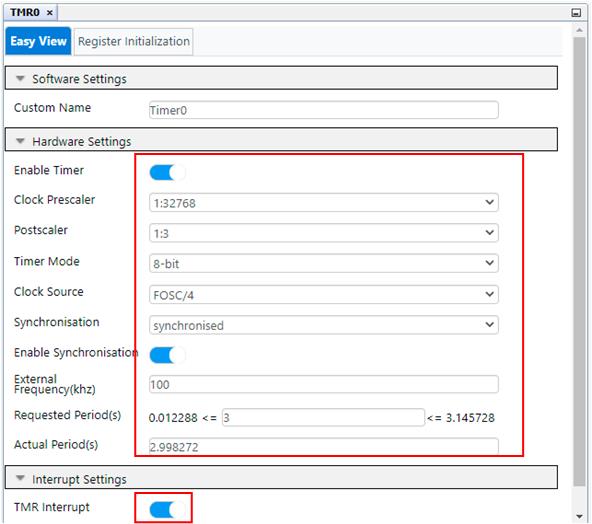 TMR0 ×
Easy View Register Initialization
Software Settings
Custom Name Timer0
Hardware Settings
Enable Timer
Clock Prescaler 1:32768
Postscaler 1:3
Timer Mode 8-bit
Clock Source FOSC/4
Synchronisation synchronised
Enable Synchronisation
External
Frequency(khz) 100
Requested Period(s) 0.012288 <= 3 <= 3.145728
Actual Period(s) 2.998272
Interrupt Settings
TMR Interrupt